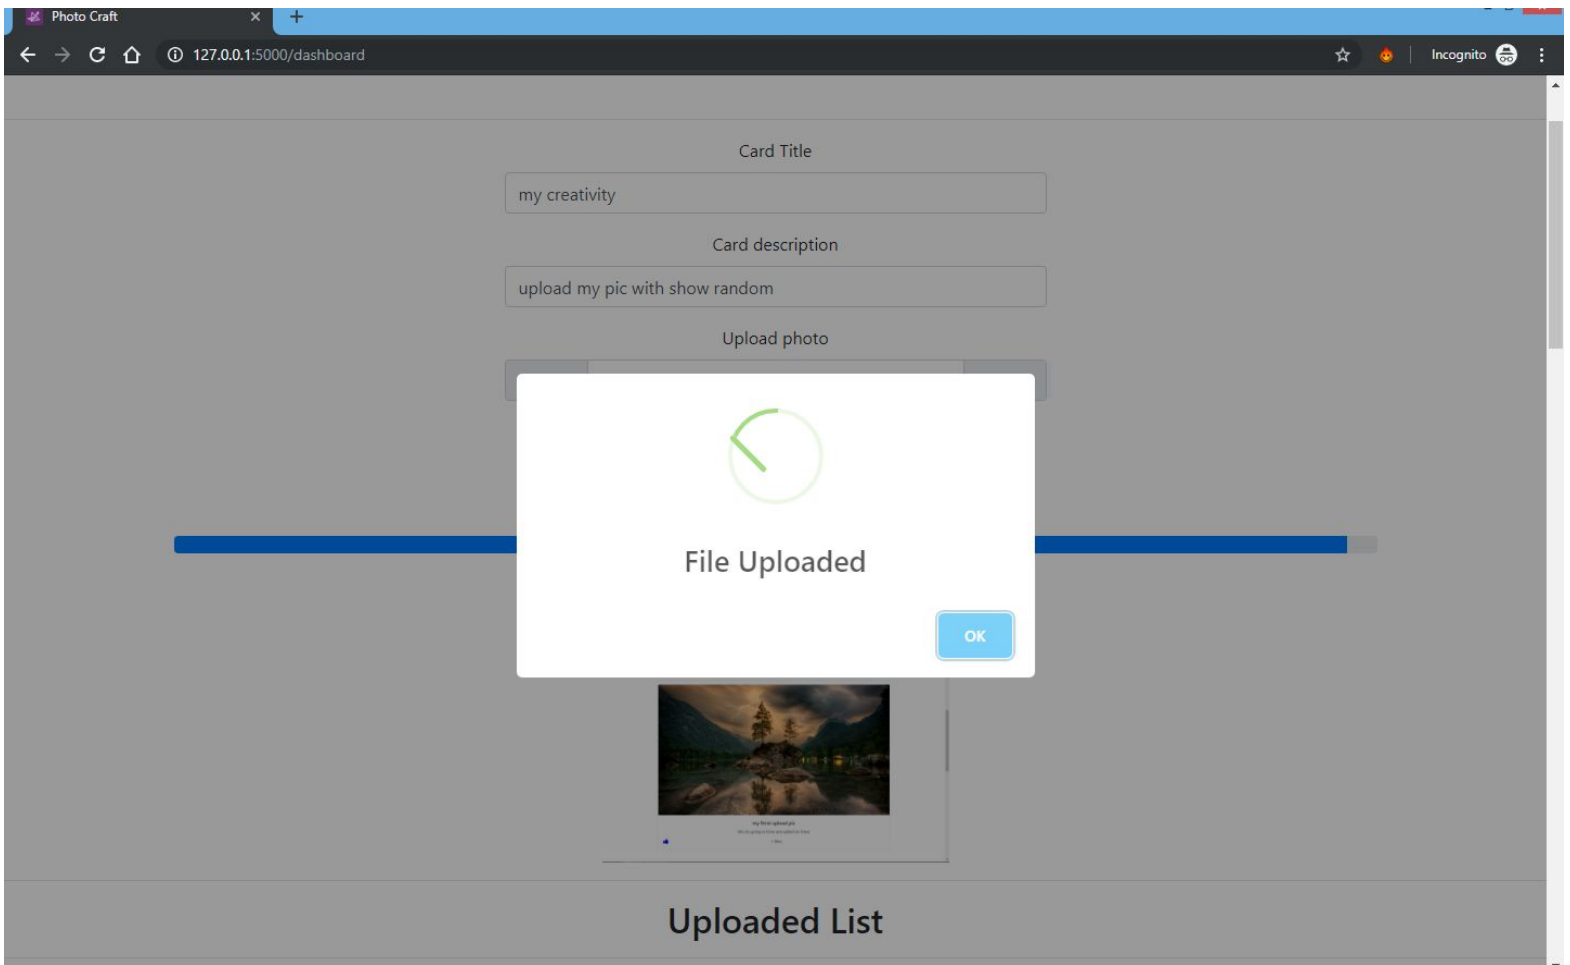 Photo Craft
127.0.0.1:5000/dashboard
Incognito
Card Title
my creativity
Card description
upload my pic with show random
Upload photo
File Uploaded
OK
Uploaded List